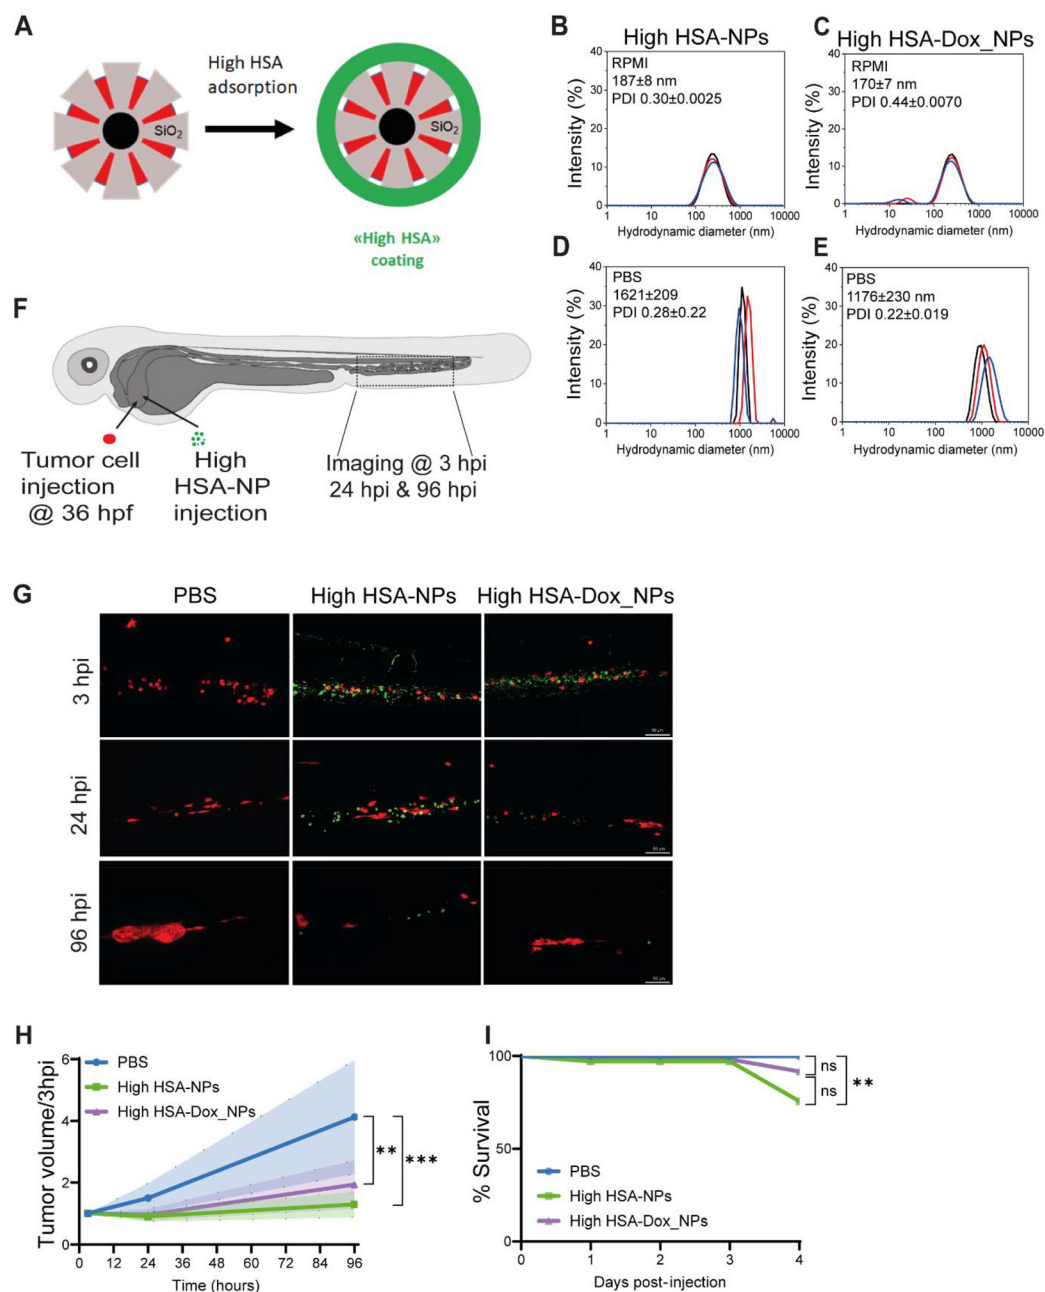 A
High HSA
adsorption
SiO2
SiO2
«High HSA»
coating
B
High HSA-NPs
40
30
20
10
0
Intensity (%)
RPMI
187±8 nm
PDI 0.30±0.0025
1
10
100
1000
10000
Hydrodynamic diameter (nm)
C
High HSA-Dox_NPs
40
30
20
10
0
Intensity (%)
RPMI
170±7 nm
PDI 0.44±0.0070
1
10
100
1000
10000
Hydrodynamic diameter (nm)
D
40
30
20
10
0
Intensity (%)
PBS
1621±209
PDI 0.28±0.22
1
10
100
1000
10000
Hydrodynamic diameter (nm)
E
40
30
20
10
0
Intensity (%)
PBS
1176±230 nm
PDI 0.22±0.019
1
10
100
1000
10000
Hydrodynamic diameter (nm)
F
Tumor cell
injection
@ 36 hpf
High
HSA-NP
injection
Imaging @ 3 hpi
24 hpi & 96 hpi
G
PBS
High HSA-NPs
High HSA-Dox_NPs
3 hpi
24 hpi
96 hpi
H
Tumor volume/3hpi
6
4
2
0
PBS
High HSA-NPs
High HSA-Dox_NPs
**
***
0
12
24
36
48
60
72
84
96
Time (hours)
I
% Survival
100
50
0
ns
ns
**
PBS
High HSA-NPs
High HSA-Dox_NPs
0
1
2
3
4
Days post-injection